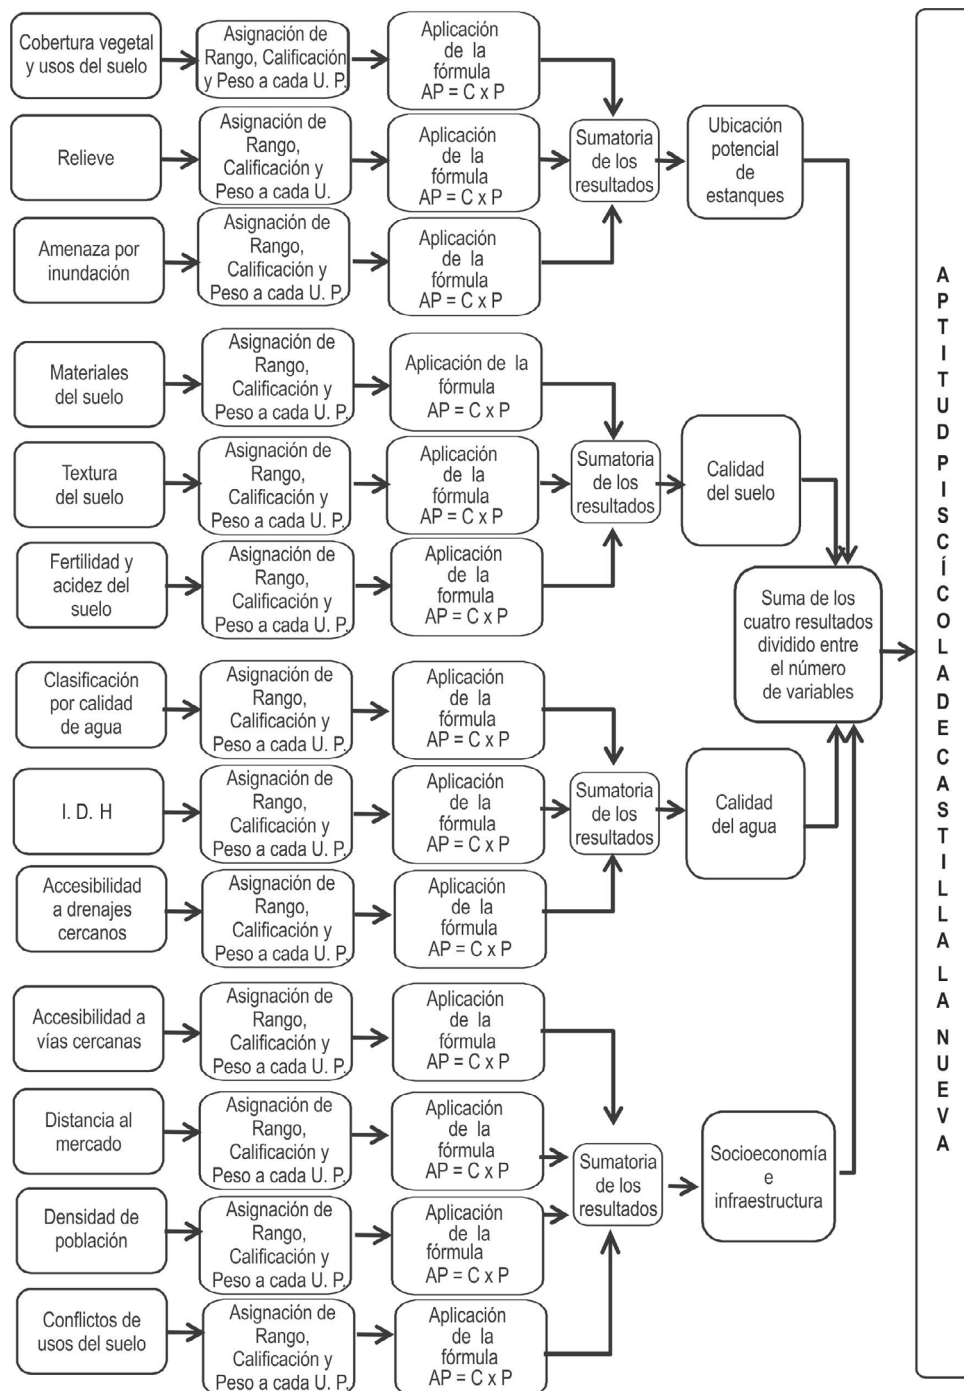 Cobertura vegetal
y usos del suelo
Asignación de
Rango, Calificación
y Peso a cada U. P.
Aplicación
de la
fórmula
AP = C x P
Relieve
Asignación de
Rango,
Calificación y
Peso a cada U.
Aplicación
de la
fórmula
AP = C x P
Amenaza por
inundación
Asignación de
Rango,
Calificación y
Peso a cada U. P.
Aplicación
de la
fórmula
AP = C x P
Sumatoria
de los
resultados
Ubicación
potencial
de
estanques
Materiales
del suelo
Asignación de
Rango,
Calificación y
Peso a cada U. P.
Aplicación de la
fórmula
AP = C x P
Textura
del suelo
Asignación de
Rango,
Calificación y
Peso a cada U. P.
Aplicación
de la
fórmula
AP = C x P
Fertilidad y
acidez del
suelo
Asignación de
Rango,
Calificación y
Peso a cada U. P.
Aplicación
de la
formula
AP = C x P
Sumatoria
de los
resultados
Calidad
del suelo
Clasificación
por calidad
de agua
Asignación de
Rango,
Calificación y
Peso a cada U. P.
Aplicación
de la
fórmula
AP = C x P
I. D. H
Asignación de
Rango,
Calificación y
Peso a cada U. P.
Aplicación
de la
fórmula
AP = C x P
Accesibilidad
a drenajes
cercanos
Asignación de
Rango,
Calificación y
Peso a cada U. P.
Aplicación
de la
fórmula
AP = C x P
Sumatoria
de los
resultados
Calidad
del agua
Accesibilidad a
vías cercanas
Asignación de
Rango,
Calificación y
Peso a cada U. P.
Aplicación
de la
fórmula
AP = C x P
Distancia al
mercado
Asignación de
Rango,
Calificación y
Peso a cada U. P.
Aplicación
de la
fórmula
AP = C x P
Densidad de
población
Asignación de
Rango,
Calificación y
Peso a cada U. P.
Aplicación
de la
fórmula
AP = C x P
Conflictos de
usos del suelo
Asignación de
Rango,
Calificación y
Peso a cada U. P.
Aplicación
de la
fórmula
AP = C x P
Sumatoria
de los
resultados
Socioeconomía
e
infraestructura
Suma de los
cuatro resultados
dividido entre
el número
de variables
APTITUD PISCÍCOLA DE CASTILLA LA NUEVA